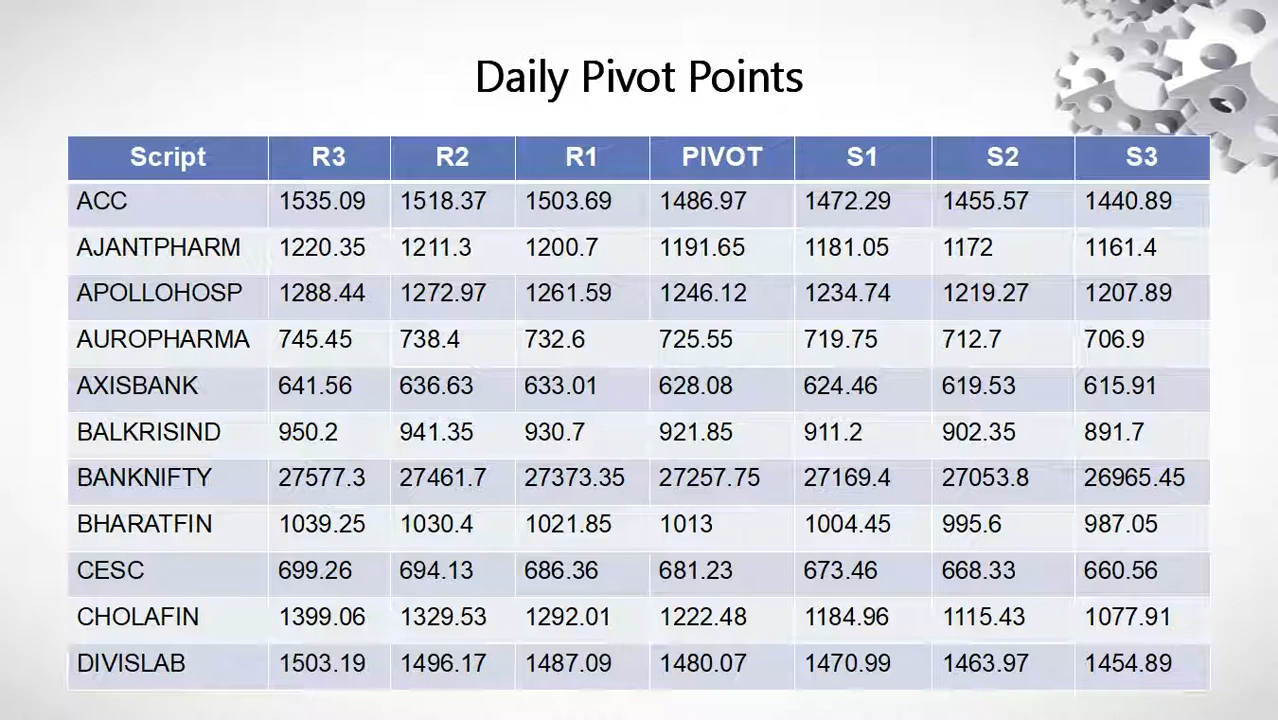 Daily Pivot Points
Script R3 R2 R1 PIVOT S1 S2 S3
ACC 1535.09 1518.37 1503.69 1486.97 1472.29 1455.57 1440.89
AJANTPHARM 1220.35 1211.3 1200.7 1191.65 1181.05 1172 1161.4
APOLLOHOSP 1288.44 1272.97 1261.59 1246.12 1234.74 1219.27 1207.89
AUROPHARMA 745.45 738.4 732.6 725.55 719.75 712.7 706.9
AXISBANK 641.56 636.63 633.01 628.08 624.46 619.53 615.91
BALKRISIND 950.2 941.35 930.7 921.85 911.2 902.35 891.7
BANKNIFTY 27577.3 27461.7 27373.35 27257.75 27169.4 27053.8 26965.45
BHARATFIN 1039.25 1030.4 1021.85 1013 1004.45 995.6 987.05
CESC 699.26 694.13 686.36 681.23 673.46 668.33 660.56
CHOLAFIN 1399.06 1329.53 1292.01 1222.48 1184.96 1115.43 1077.91
DIVISLAB 1503.19 1496.17 1487.09 1480.07 1470.99 1463.97 1454.89